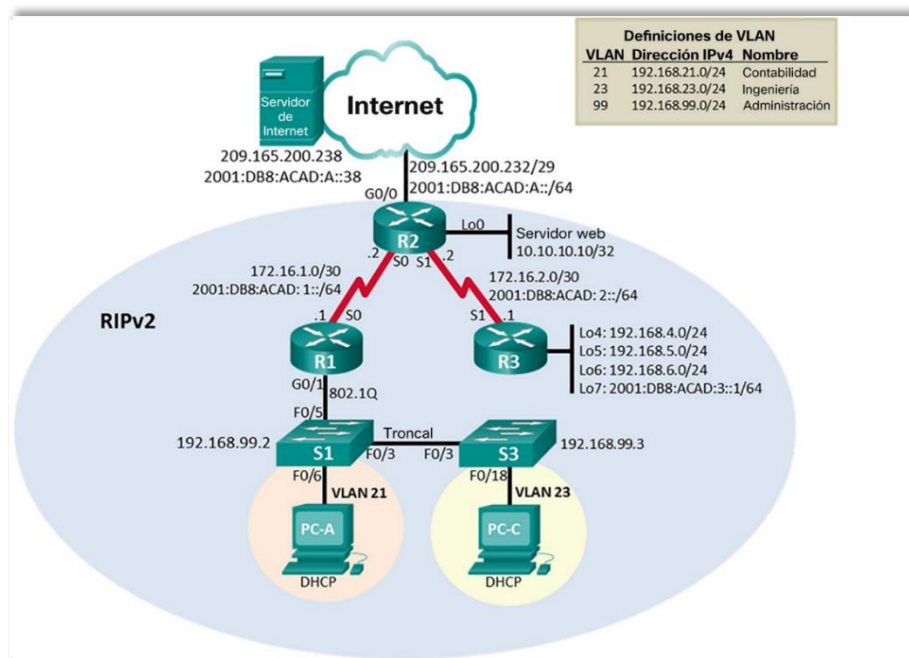 Definiciones de VLAN
VLAN Dirección IPv4 Nombre
21 192.168.21.0/24 Contabilidad
23 192.168.23.0/24 Ingeniería
99 192.168.99.0/24 Administración
Servidor
de
Internet
Internet
209.165.200.238
2001:DB8:ACAD:A::38
209.165.200.232/29
2001:DB8:ACAD:A::/64
G0/0
R2
Lo0
Servidor web
10.10.10.10/32
.2
S0
S1
.2
172.16.1.0/30
2001:DB8:ACAD: 1::/64
172.16.2.0/30
2001:DB8:ACAD: 2::/64
RIPv2
.1
S0
S1
.1
R1
R3
Lo4: 192.168.4.0/24
Lo5: 192.168.5.0/24
Lo6: 192.168.6.0/24
Lo7: 2001:DB8:ACAD:3::1/64
G0/1
802.1Q
F0/5
192.168.99.2
S1
Troncal
F0/3
F0/3
S3
192.168.99.3
F0/6
VLAN 21
F0/18
VLAN 23
PC-A
PC-C
DHCP
DHCP